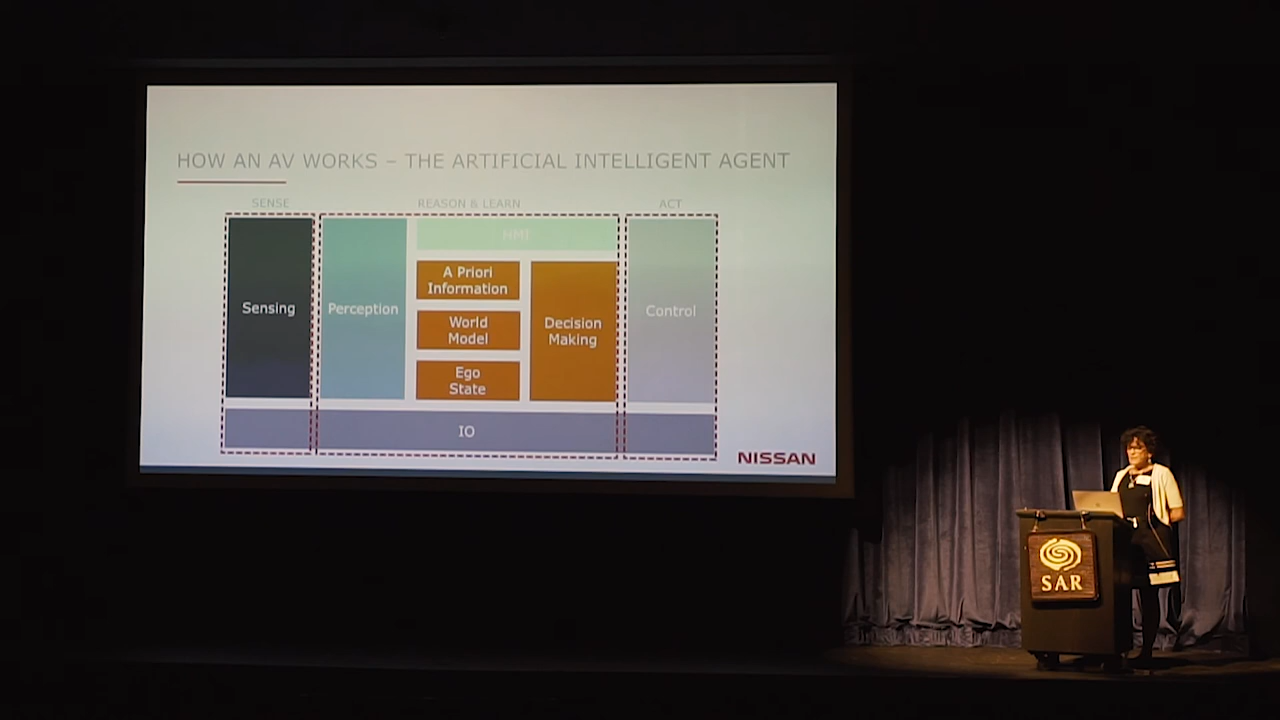 HOW AN AV WORKS – THE ARTIFICIAL INTELLIGENT AGENT
SENSE
REASON & LEARN
ACT
HMI
Sensing
Perception
A Priori
Information
World
Model
Ego
State
Decision
Making
Control
IO
NISSAN
SAR